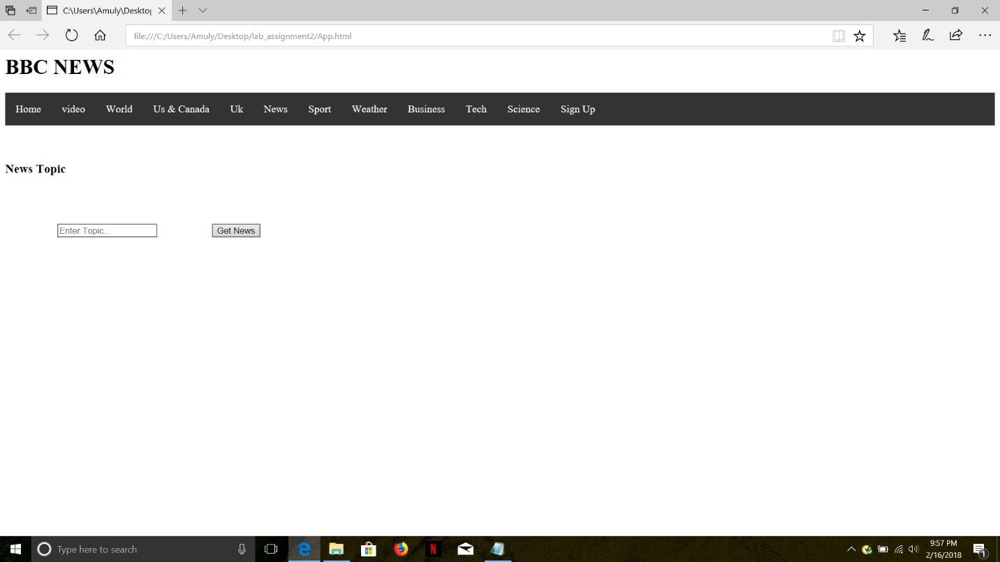 C:\Users\Amuly\Deskto
file:///C:/Users/Amuly/Desktop/lab_assignment2/App.html
BBC NEWS
Home video World Us & Canada Uk News Sport Weather Business Tech Science Sign Up
News Topic
Enter Topic.. Get News
Type here to search
N
9:57 PM
2/16/2018
1